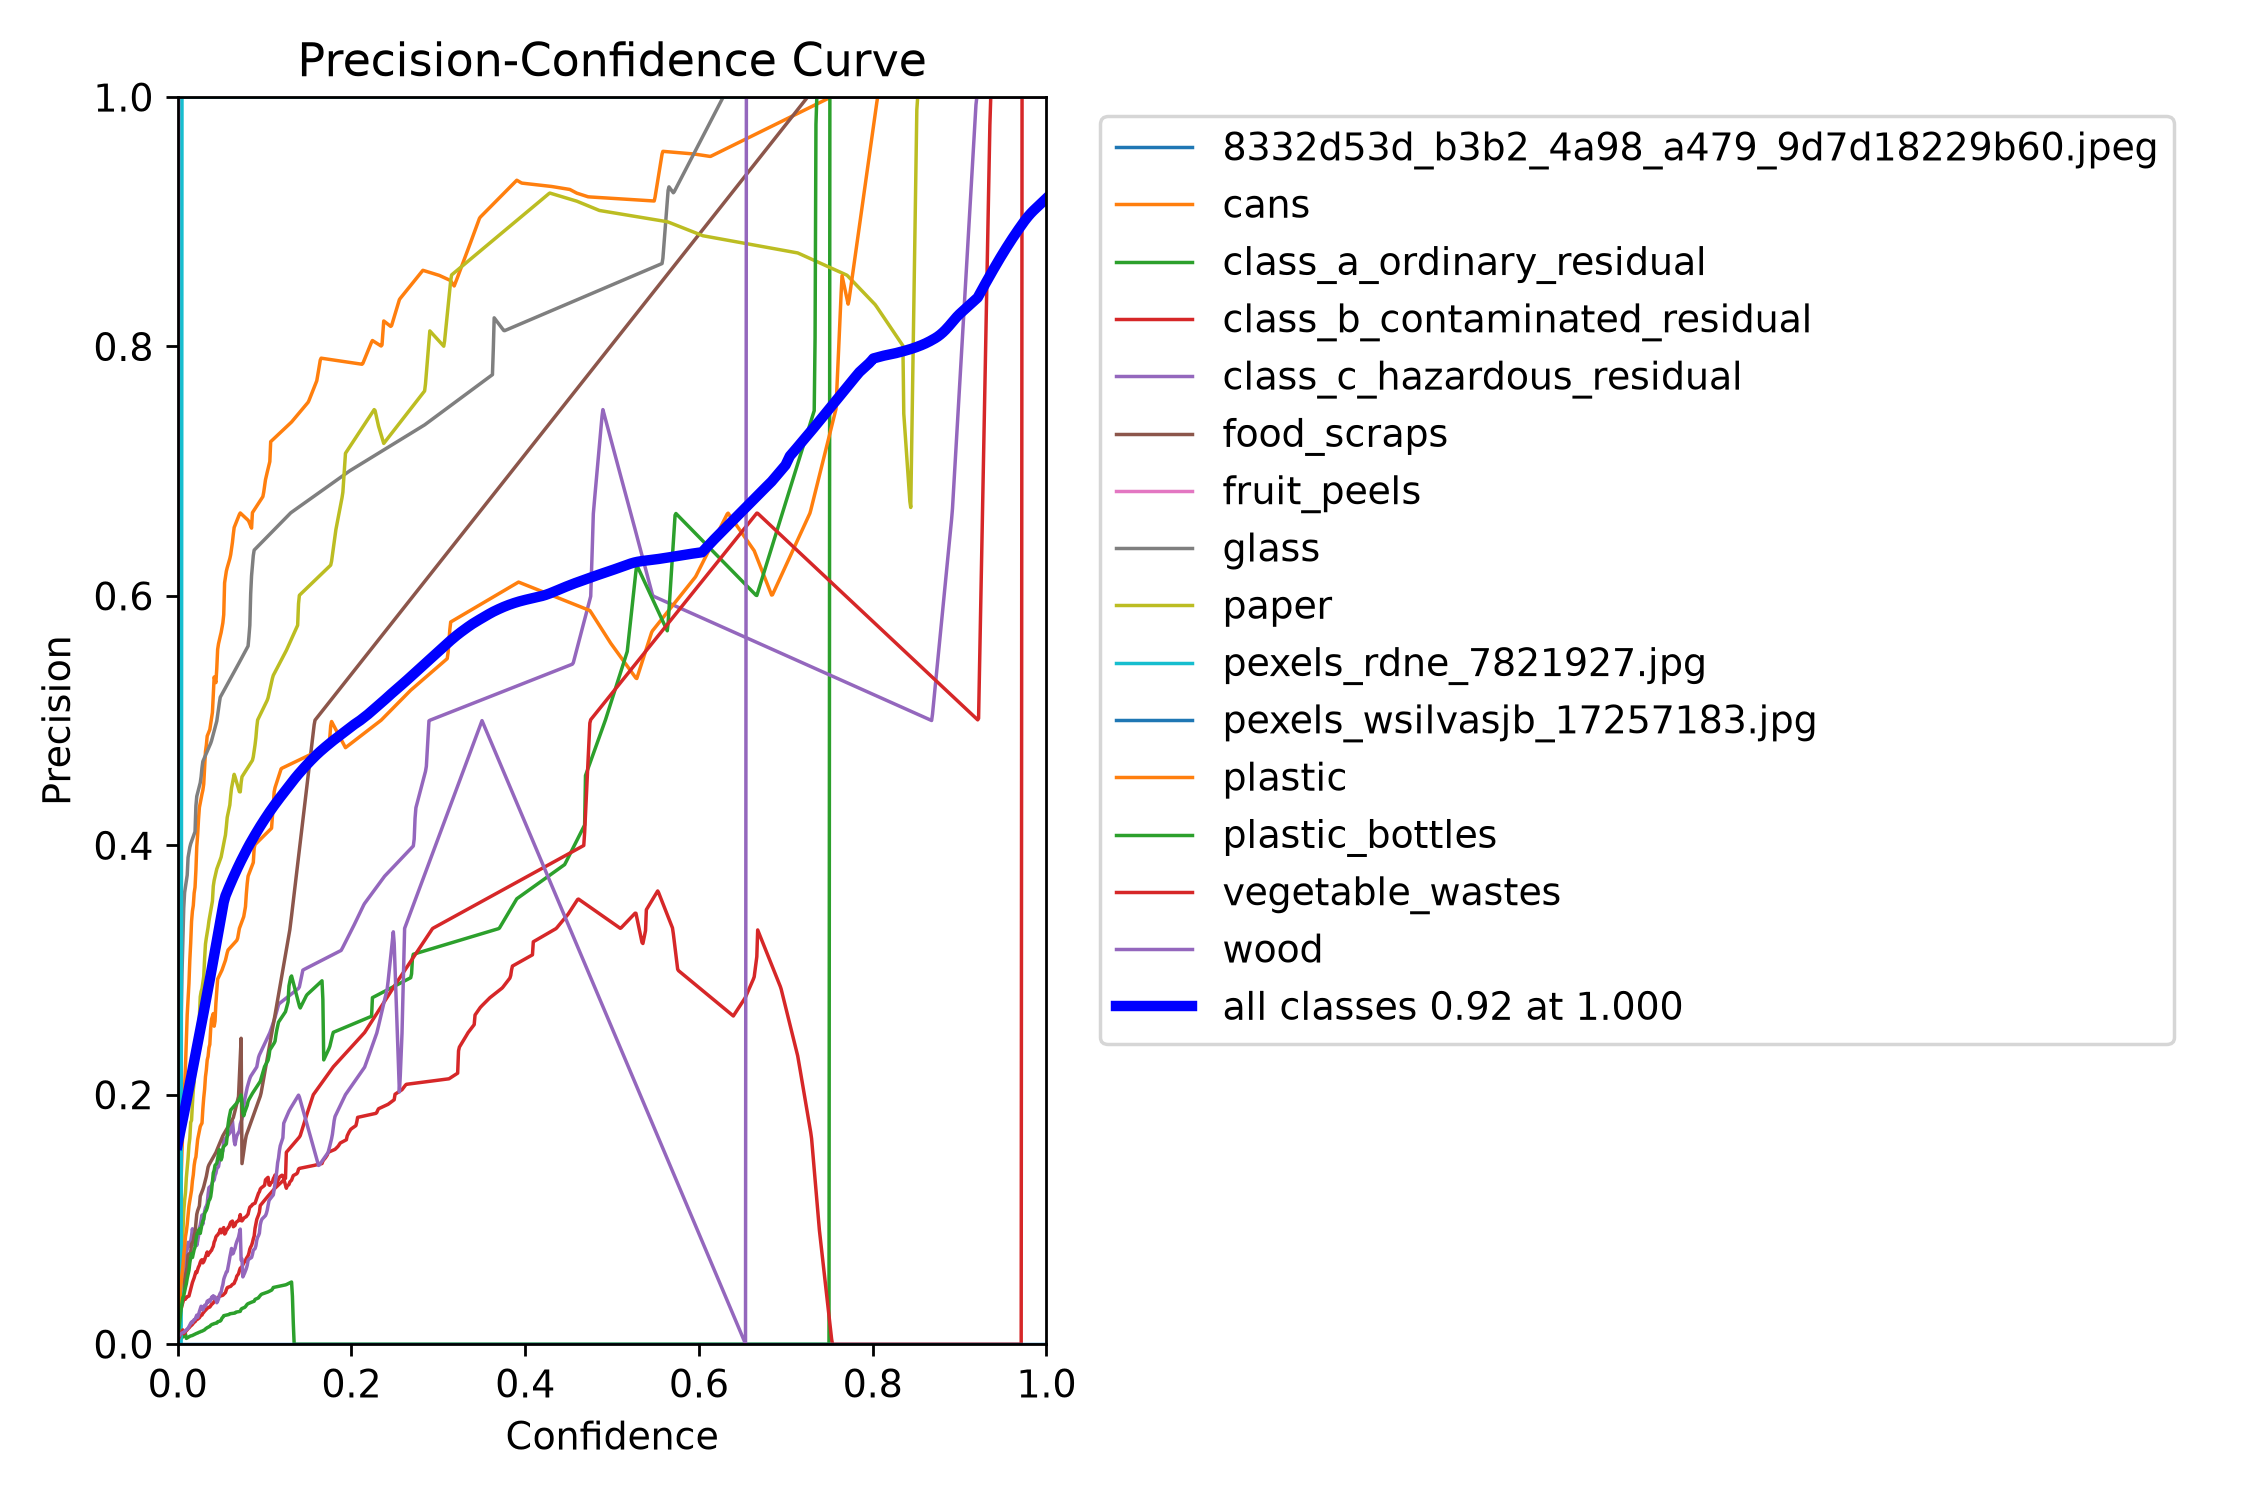 Precision-Confidence Curve
1.0
0.8
0.6
0.4
0.2
0.0
Precision
0.0 0.2 0.4 0.6 0.8 1.0
Confidence
8332d53d_b3b2_4a98_a479_9d7d18229b60.jpeg
cans
class_a_ordinary_residual
class_b_contaminated_residual
class_c_hazardous_residual
food_scraps
fruit_peels
glass
paper
pexels_rdne_7821927.jpg
pexels_wsilvasjb_17257183.jpg
plastic
plastic_bottles
vegetable_wastes
wood
all classes 0.92 at 1.000